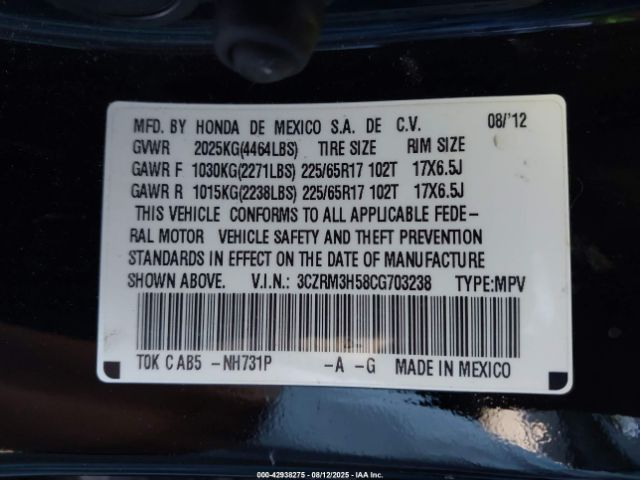 MFD. BY HONDA DE MEXICO S.A. DE C.V. 08/'12
GVWR 2025KG(4464LBS) TIRE SIZE RIM SIZE
GAWR F 1030KG(2271LBS) 225/65R17 102T 17X6.5J
GAWR R 1015KG(2238LBS) 225/65R17 102T 17X6.5J
THIS VEHICLE CONFORMS TO ALL APPLICABLE FEDE-
RAL MOTOR VEHICLE SAFETY AND THEFT PREVENTION
STANDARDS IN EFFECT ON THE DATE OF MANUFACTURE
SHOWN ABOVE. V.I.N.: 3CZRM3H58CG703238 TYPE:MPV
T0K C AB5 -NH731P -A -G MADE IN MEXICO
000-42938275 - 08/12/2025 - IAA Inc.